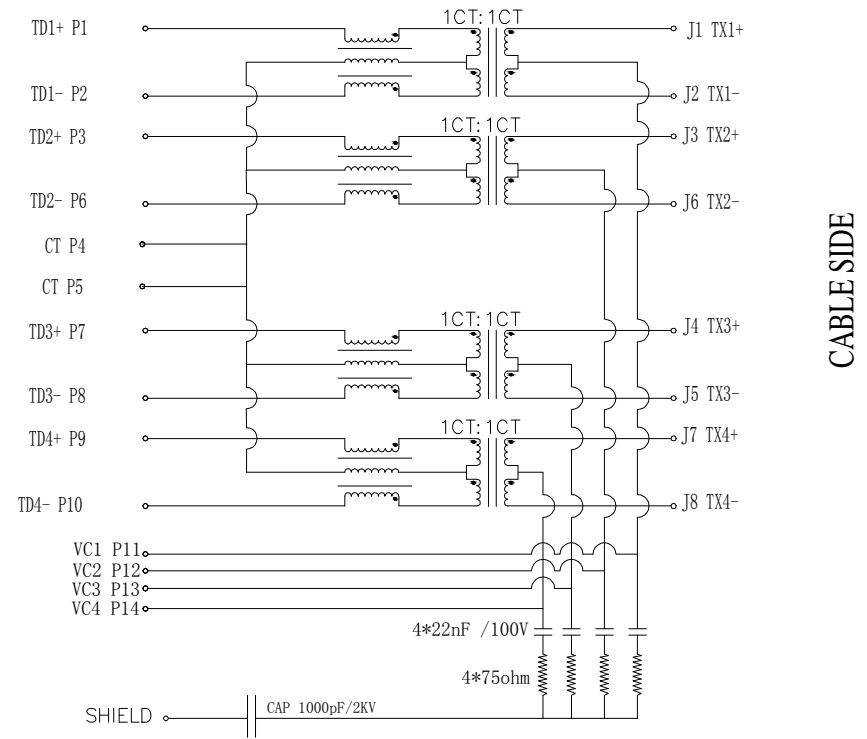 1CT: 1CT
TD1+ P1
J1 TX1+
TD1- P2
J2 TX1-
1CT: 1CT
TD2+ P3
J3 TX2+
TD2- P6
J6 TX2-
CT P4
CT P5
1CT: 1CT
TD3+ P7
J4 TX3+
TD3- P8
J5 TX3-
1CT: 1CT
TD4+ P9
J7 TX4+
TD4- P10
J8 TX4-
VC1 P11
VC2 P12
VC3 P13
VC4 P14
4*22nF /100V
4*75ohm
SHIELD
CAP 1000pF/2KV
CABLE SIDE